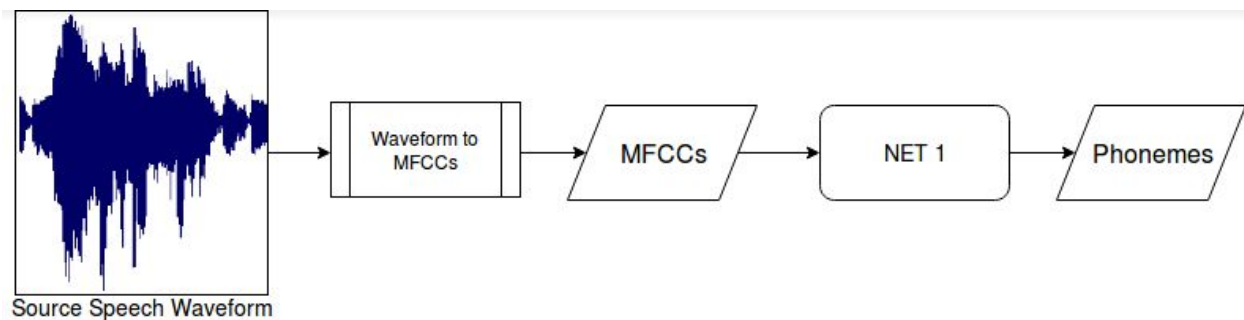 Source Speech Waveform
Waveform to
MFCCs
MFCCs
NET 1
Phonemes